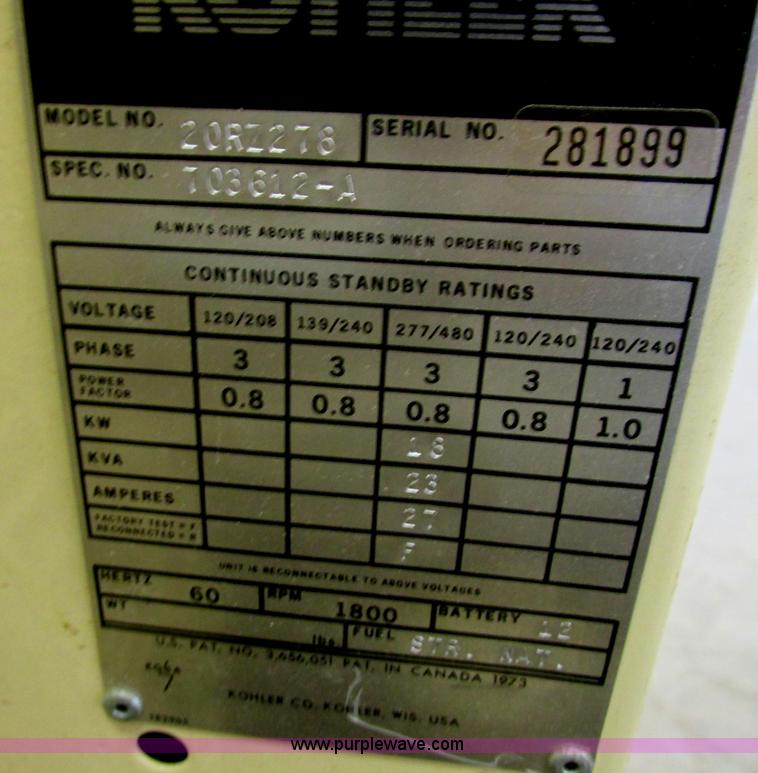 KOHLER
MODEL NO. 20RZ278 SERIAL NO. 281899
SPEC. NO. 703612-A
ALWAYS GIVE ABOVE NUMBERS WHEN ORDERING PARTS
CONTINUOUS STANDBY RATINGS
VOLTAGE 120/208 139/240 277/480 120/240 120/240
PHASE 3 3 3 3 1
POWER FACTOR 0.8 0.8 0.8 0.8 1.0
KW 18
KVA 23
AMPERES 27
FACTORY TEST = F
RECONNECTED = R F
UNIT IS RECONNECTABLE TO ABOVE VOLTAGES
HERTZ 60 RPM 1800 BATTERY 12
WT lbs. FUEL STR. NAT.
U.S. PAT. NO. 3,656,051 PAT. IN CANADA 1973
KOHLER CO. KOHLER, WIS. USA
www.purplewave.com